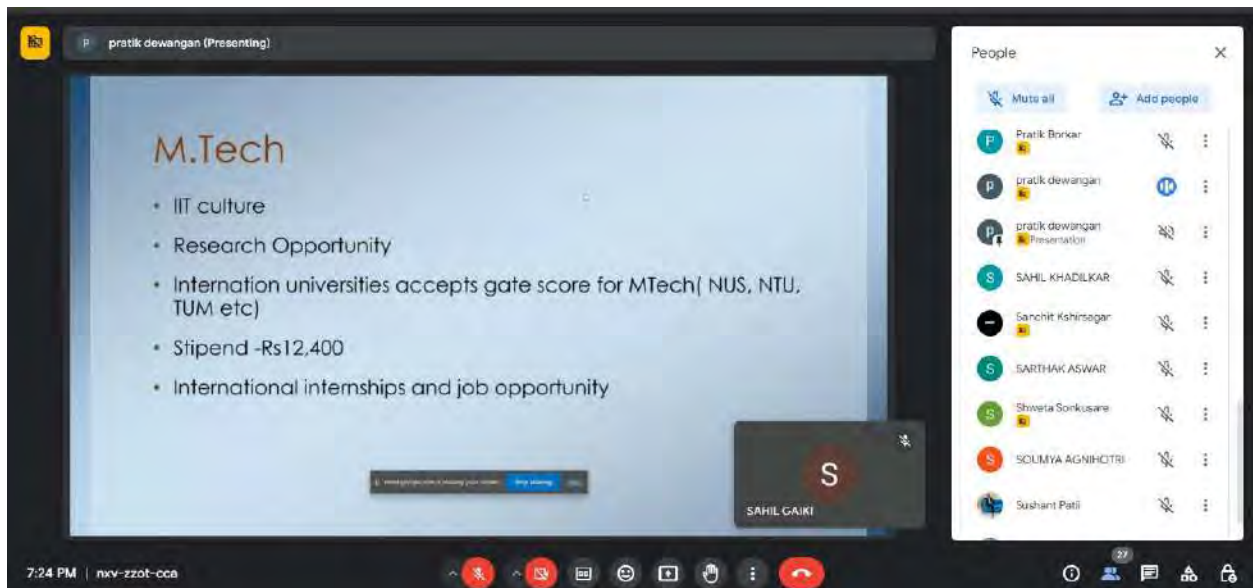 P pratik dewangan (Presenting)
M.Tech
• IIT culture
• Research Opportunity
• Internation universities accepts gate score for MTech( NUS, NTU,
TUM etc)
• Stipend -Rs12,400
• International internships and job opportunity
Stop sharing
S
SAHIL GAIKI
People
Mute all
Add people
P Pratik Borkar
P pratik dewangan
P pratik dewangan
Presentation
S SAHIL KHADILKAR
Sanchit Kshirsagar
S SARTHAK ASWAR
S Shweta Sonkusare
S SOUMYA AGNIHOTRI
Sushant Patil
7:24 PM | nxv-zzot-cca
27